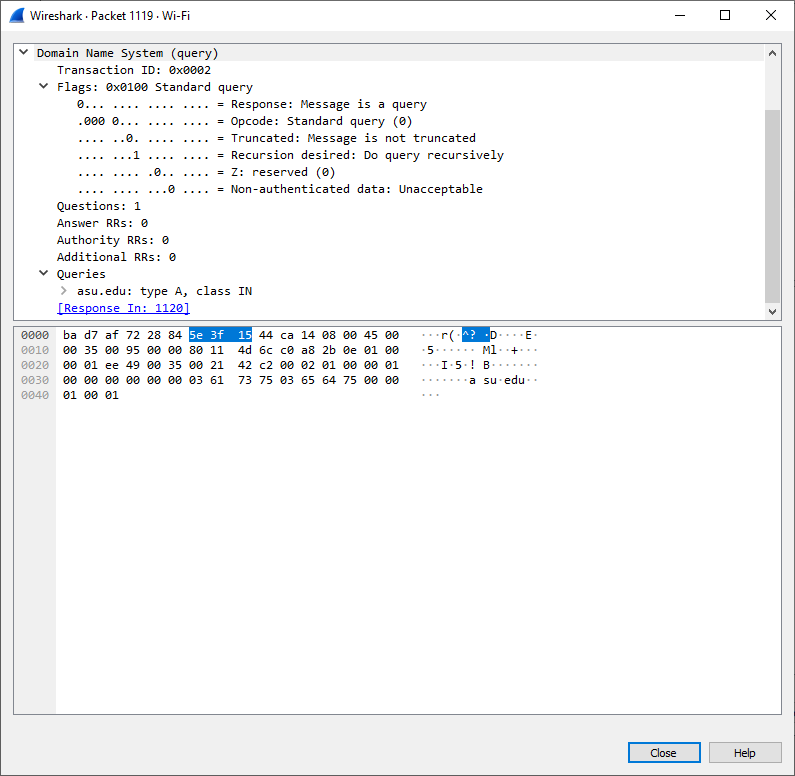 Wireshark · Packet 1119 · Wi-Fi
Domain Name System (query)
Transaction ID: 0x0002
Flags: 0x0100 Standard query
0... .... .... .... = Response: Message is a query
.000 0... .... .... = Opcode: Standard query (0)
.... ..0. .... .... = Truncated: Message is not truncated
.... ...1 .... .... = Recursion desired: Do query recursively
.... .... .0.. .... = Z: reserved (0)
.... .... ...0 .... = Non-authenticated data: Unacceptable
Questions: 1
Answer RRs: 0
Authority RRs: 0
Additional RRs: 0
Queries
asu.edu: type A, class IN
[Response In: 1120]
0000 ba d7 af 72 28 84 5e 3f 15 44 ca 14 08 00 45 00 ···r(·^? ·D····E·
0010 00 35 00 95 00 00 80 11 4d 6c c0 a8 2b 0e 01 00 ·5······ Ml··+···
0020 00 01 ee 49 00 35 00 21 42 c2 00 02 01 00 00 01 ···I·5·! B·······
0030 00 00 00 00 00 00 03 61 73 75 03 65 64 75 00 00 ·······a su·edu··
0040 01 00 01 ···
Close Help